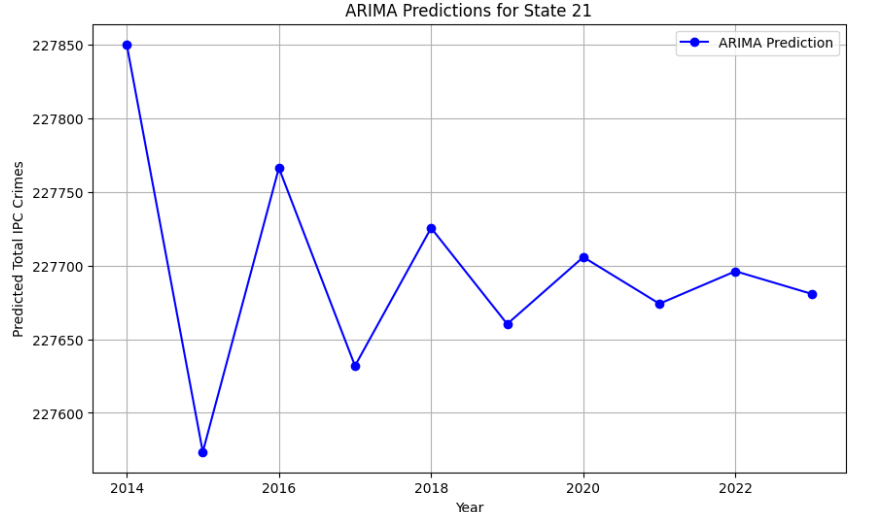 ARIMA Predictions for State 21
ARIMA Prediction
Predicted Total IPC Crimes
227850
227800
227750
227700
227650
227600
2014
2016
2018
2020
2022
Year